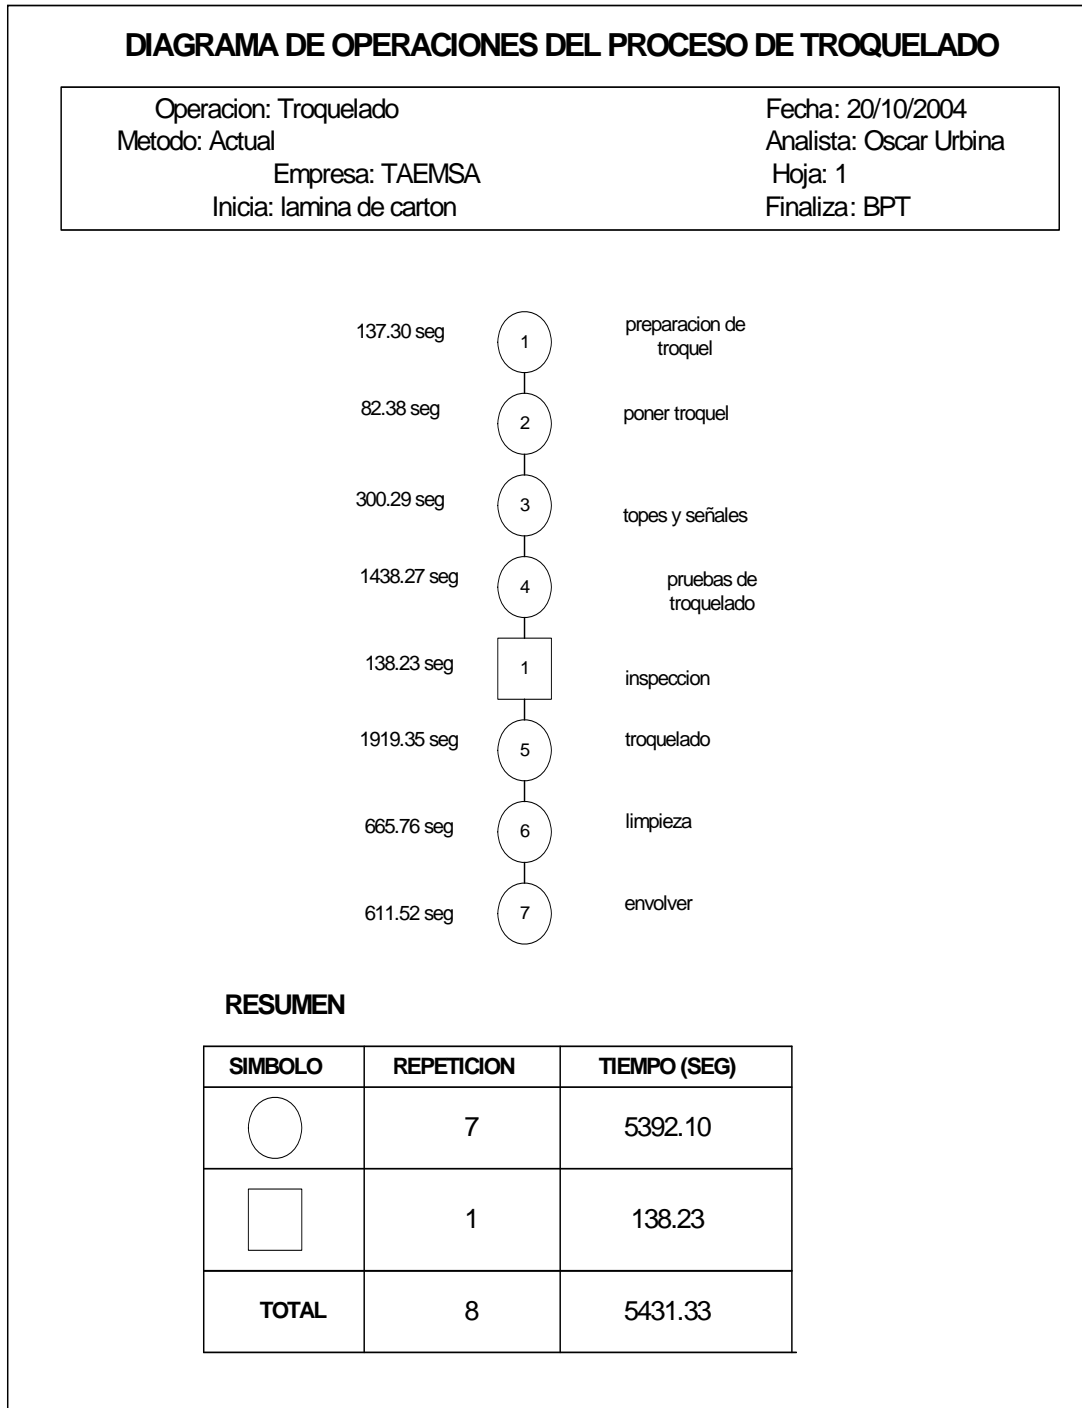 DIAGRAMA DE OPERACIONES DEL PROCESO DE TROQUELADO
Operacion: Troquelado Fecha: 20/10/2004
Metodo: Actual Analista: Oscar Urbina
Empresa: TAEMSA Hoja: 1
Inicia: lamina de carton Finaliza: BPT
137.30 seg 1 preparacion de
troquel
82.38 seg 2 poner troquel
300.29 seg 3 topes y señales
1438.27 seg 4 pruebas de
troquelado
138.23 seg 1 inspeccion
1919.35 seg 5 troquelado
665.76 seg 6 limpieza
611.52 seg 7 envolver
RESUMEN
SIMBOLO REPETICION TIEMPO (SEG)
7 5392.10
1 138.23
TOTAL 8 5431.33